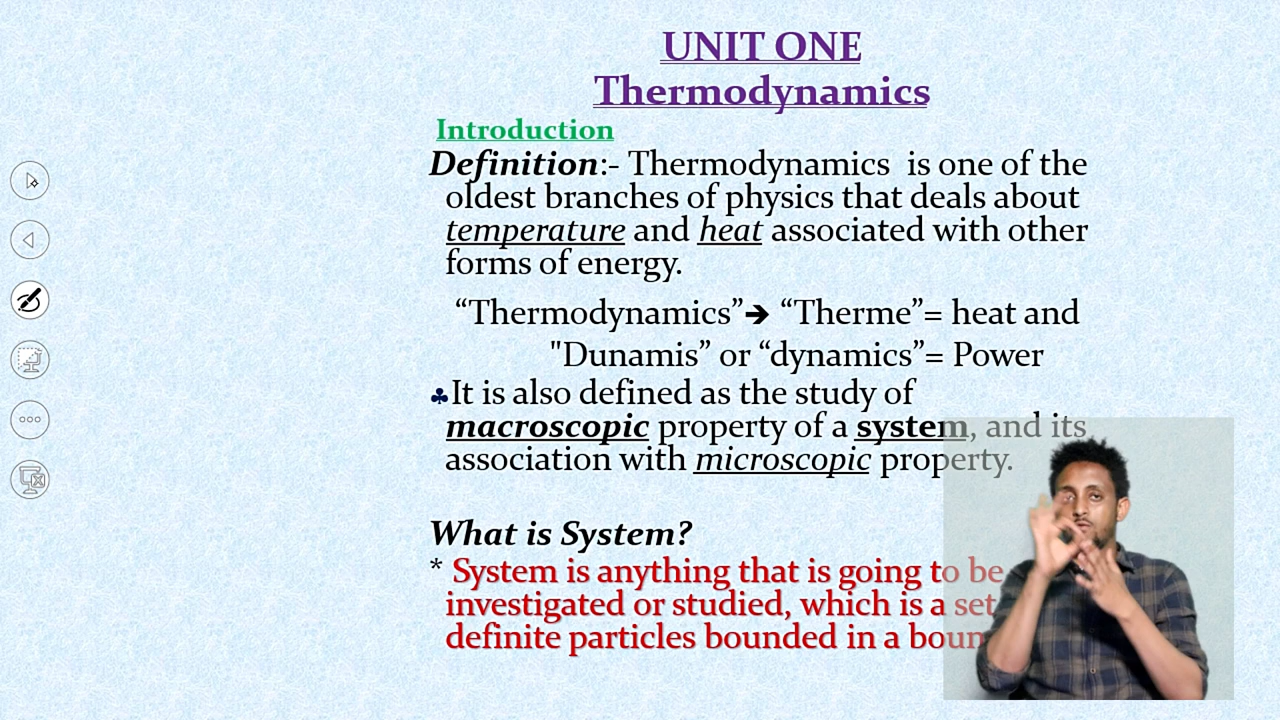 UNIT ONE
Thermodynamics
Introduction
Definition:- Thermodynamics is one of the
oldest branches of physics that deals about
temperature and heat associated with other
forms of energy.
“Thermodynamics”➔ “Therme”= heat and
"Dunamis” or “dynamics”= Power
♣It is also defined as the study of
macroscopic property of a system, and its
association with microscopic property.
What is System?
* System is anything that is going to be
investigated or studied, which is a set
definite particles bounded in a